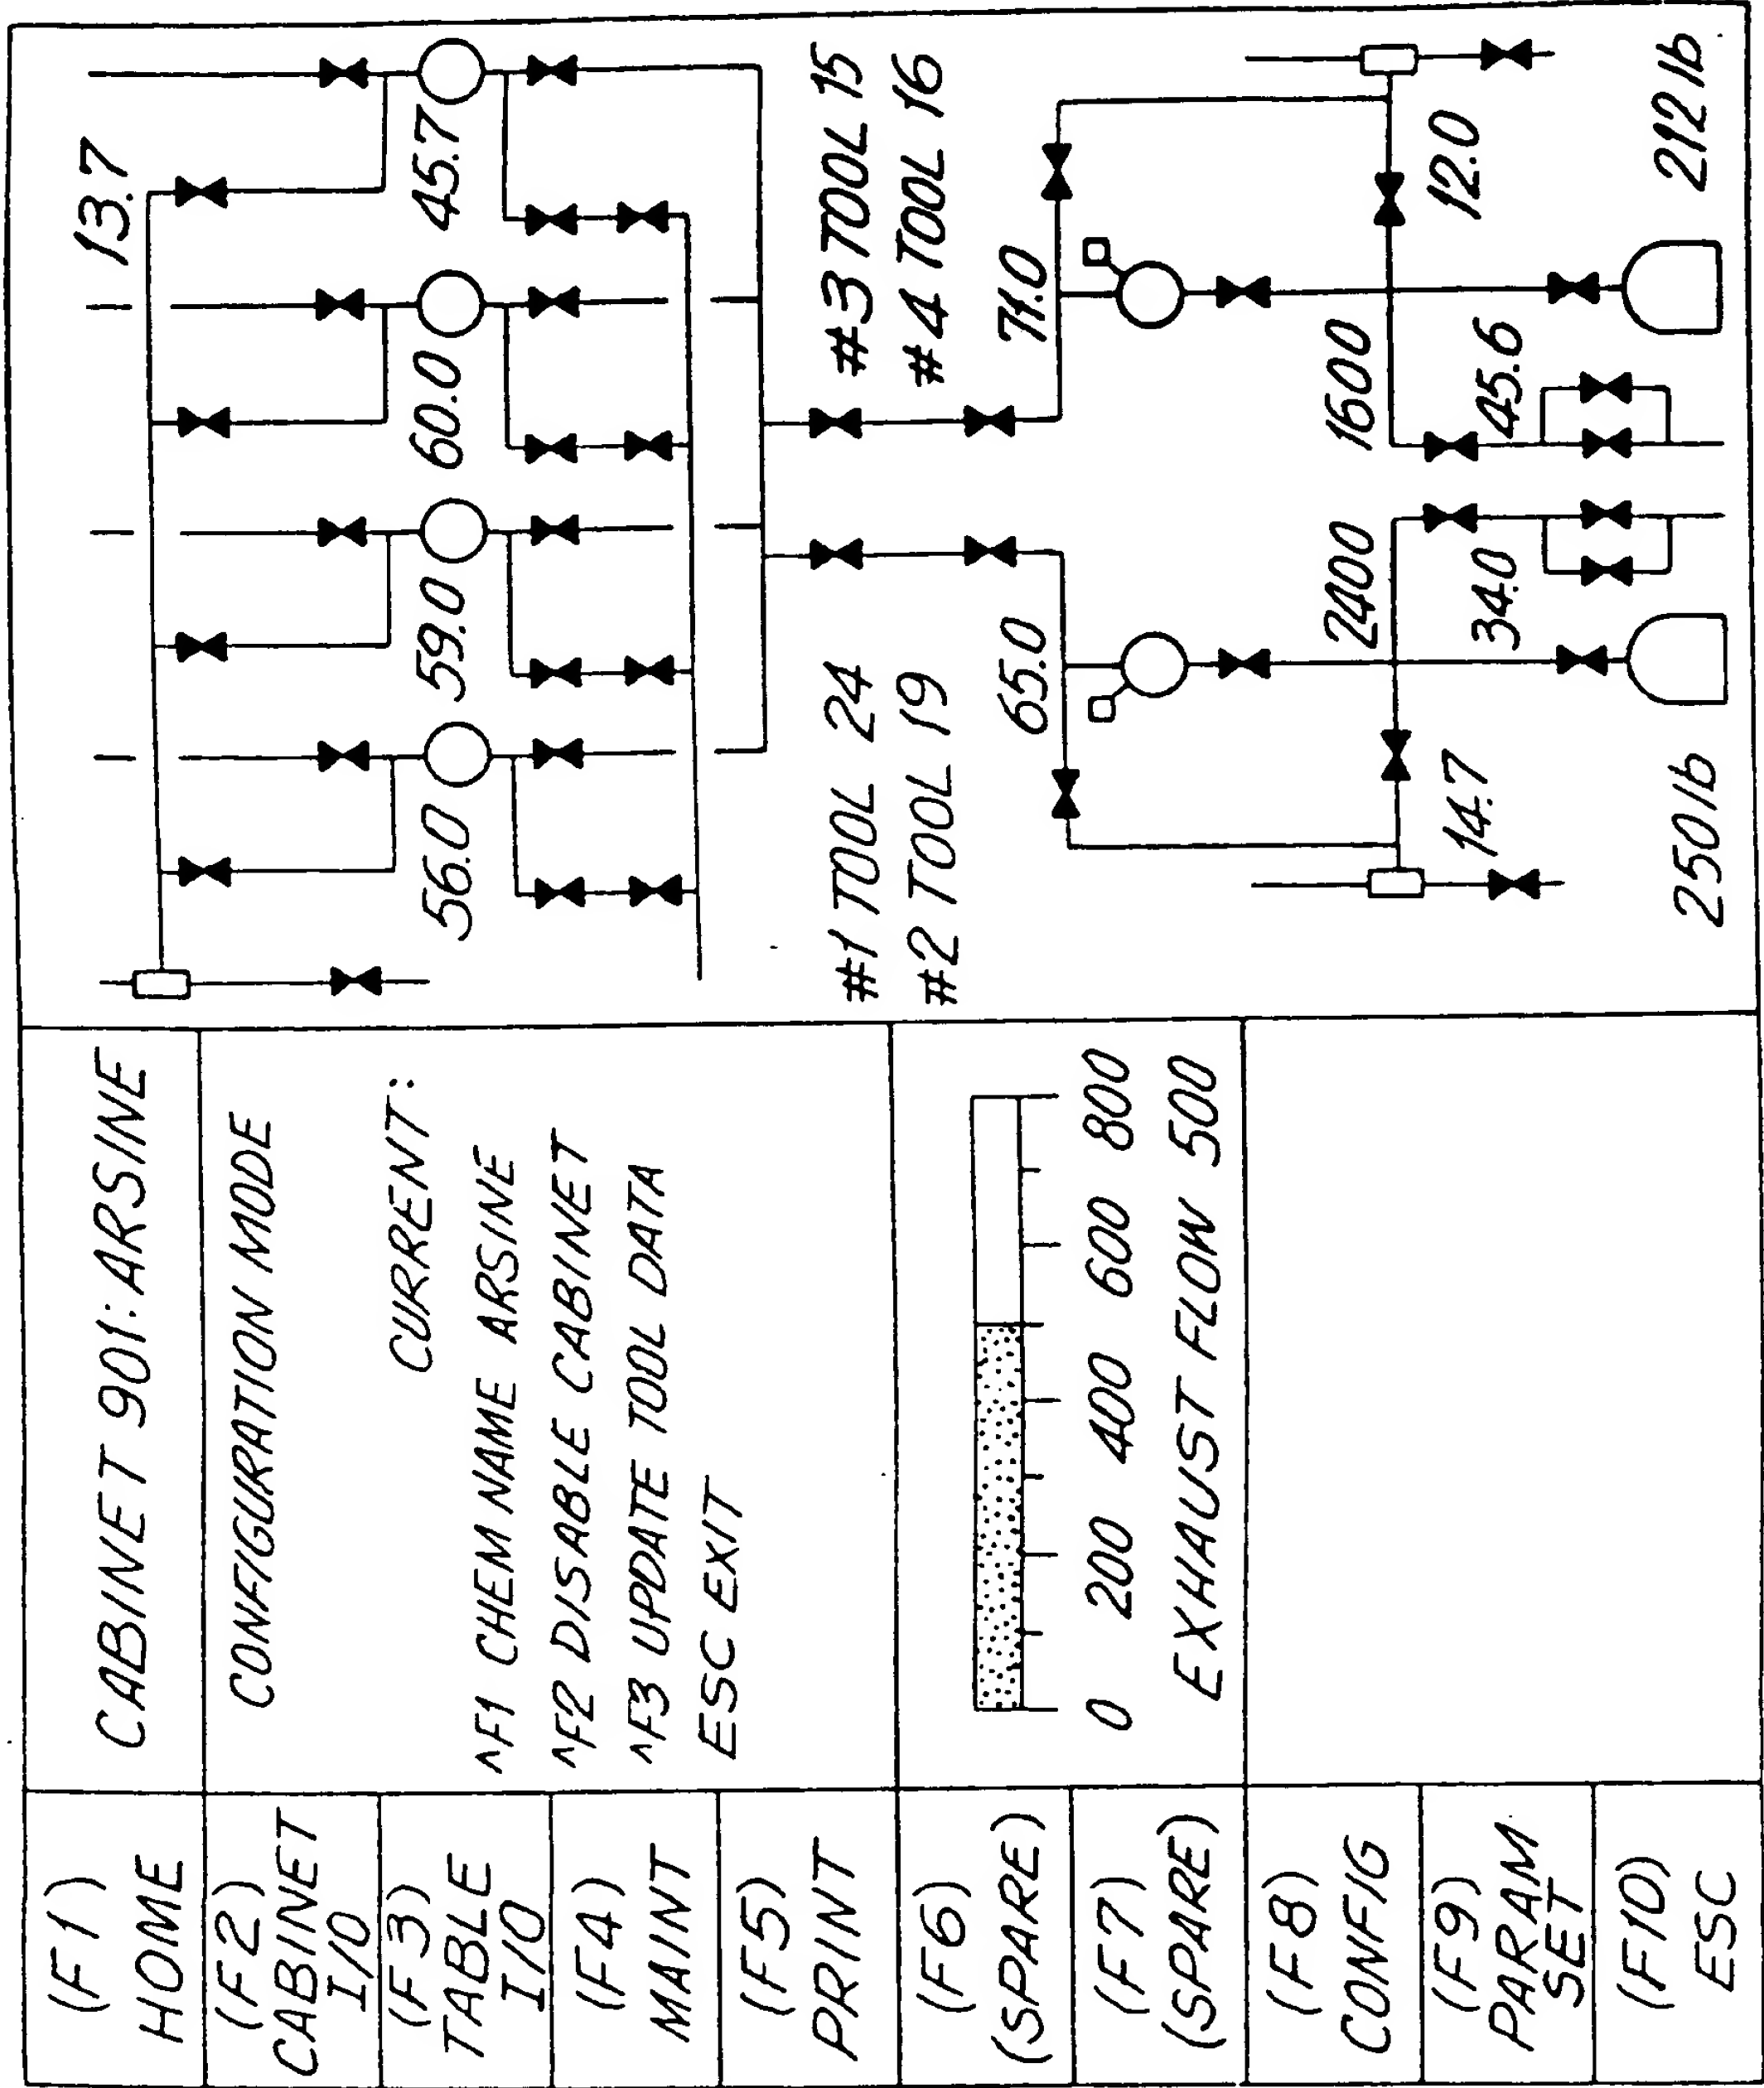 (F1)
HOME
(F2)
CABINET
I/O
(F3)
TABLE
I/O
(F4)
MAINT
(F5)
PRINT
(F6)
(SPARE)
(F7)
(SPARE)
(F8)
CONFIG
(F9)
PARAM
SET
(F10)
ESC
CABINET 901: ARSINE
CONFIGURATION MODE
CURRENT:
^F1 CHEM NAME ARSINE
^F2 DISABLE CABINET
^F3 UPDATE TOOL DATA
ESC EXIT
0 200 400 600 800
EXHAUST FLOW 500
13.7
56.0 59.0 60.0 45.7
#1 TOOL 24 #3 TOOL 15
#2 TOOL 19 #4 TOOL 16
65.0 71.0
2400 1600
14.7 34.0 45.6 12.0
250 lb 212 lb